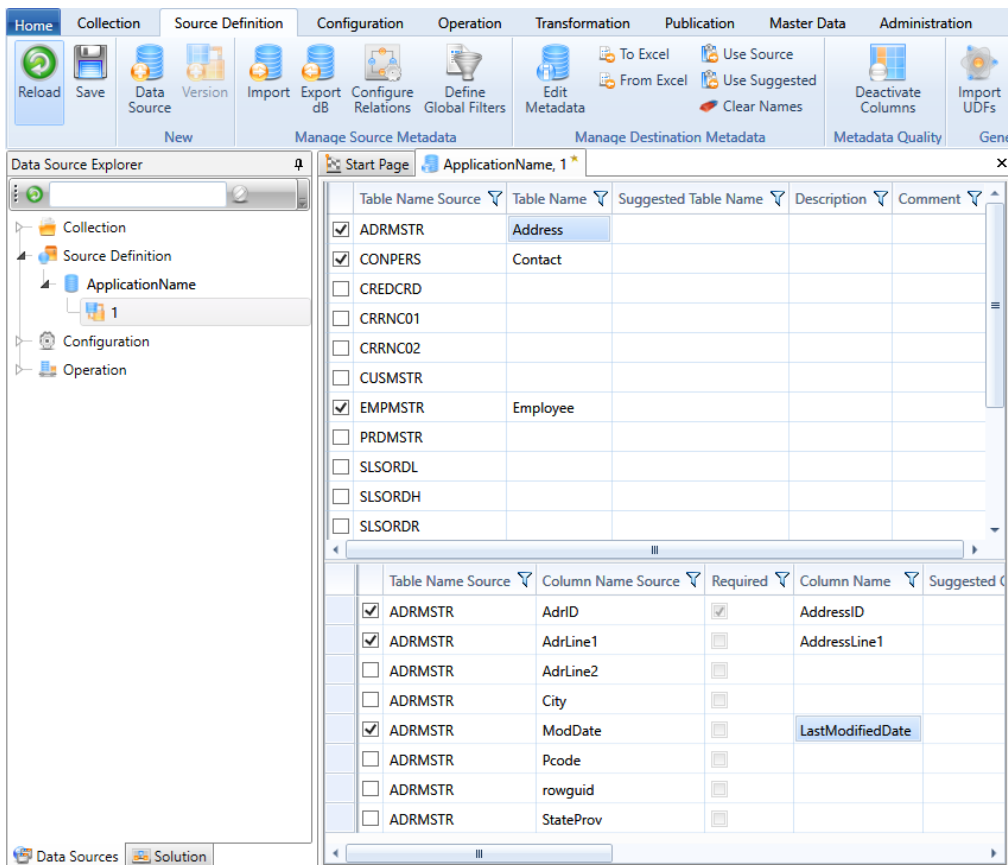 Home Collection Source Definition Configuration Operation Transformation Publication Master Data Administration
Reload Save Data Source Version Import Export dB Configure Relations Define Global Filters Edit Metadata To Excel From Excel Use Source Use Suggested Clear Names Deactivate Columns Import UDFs
New Manage Source Metadata Manage Destination Metadata Metadata Quality Gene
Data Source Explorer
Collection
Source Definition
ApplicationName
1
Configuration
Operation
Data Sources Solution
Start Page ApplicationName, 1*
Table Name Source Table Name Suggested Table Name Description Comment
ADRMSTR Address
CONPERS Contact
CREDCRD
CRRNC01
CRRNC02
CUSMSTR
EMPMSTR Employee
PRDMSTR
SLSORDL
SLSORDH
SLSORDR
Table Name Source Column Name Source Required Column Name Suggested C
ADRMSTR AdrID AddressID
ADRMSTR AdrLine1 AddressLine1
ADRMSTR AdrLine2
ADRMSTR City
ADRMSTR ModDate LastModifiedDate
ADRMSTR Pcode
ADRMSTR rowguid
ADRMSTR StateProv